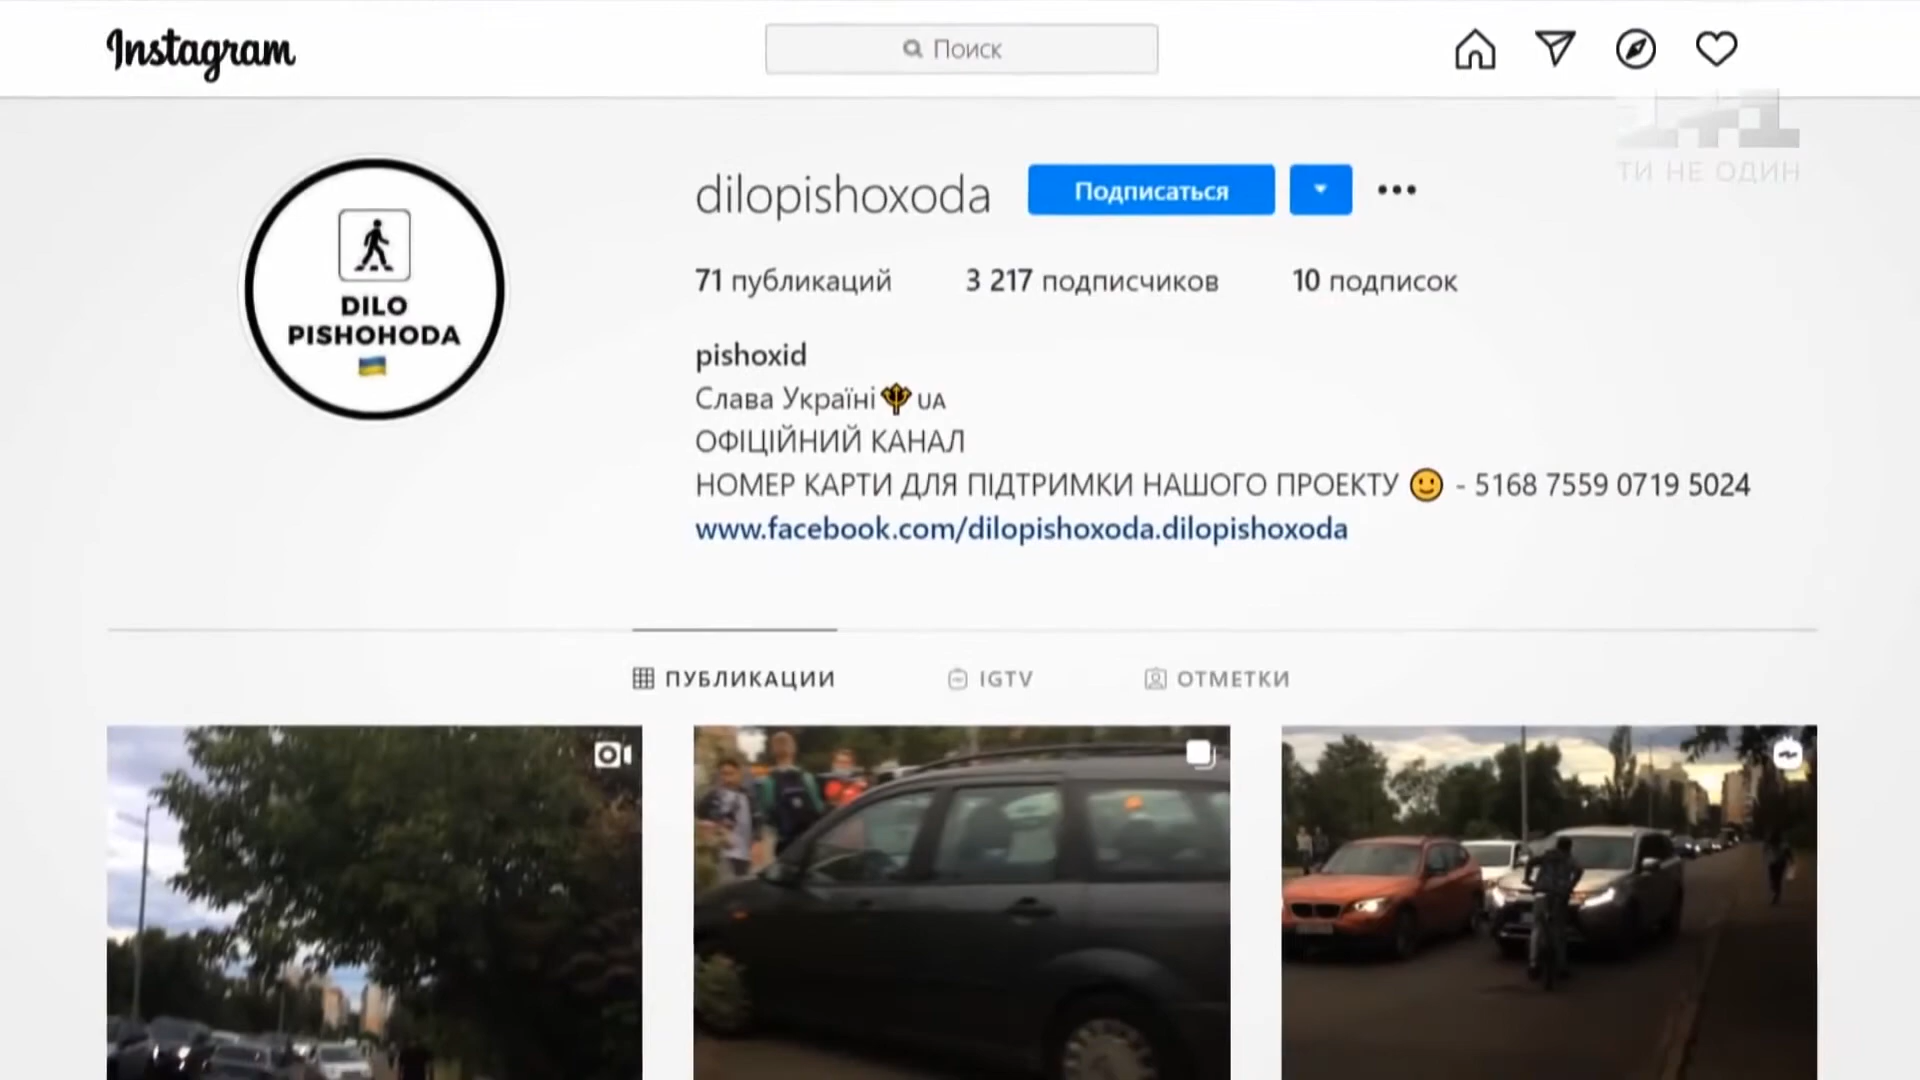 Instagram
Поиск
1+1
ТИ НЕ ОДИН
dilopishoxoda
Подписаться
71 публикаций 3 217 подписчиков 10 подписок
DILO
PISHOHODA
pishoxid
Слава Україні UA
ОФІЦІЙНИЙ КАНАЛ
НОМЕР КАРТИ ДЛЯ ПІДТРИМКИ НАШОГО ПРОЕКТУ - 5168 7559 0719 5024
www.facebook.com/dilopishoxoda.dilopishoxoda
ПУБЛИКАЦИИ IGTV ОТМЕТКИ